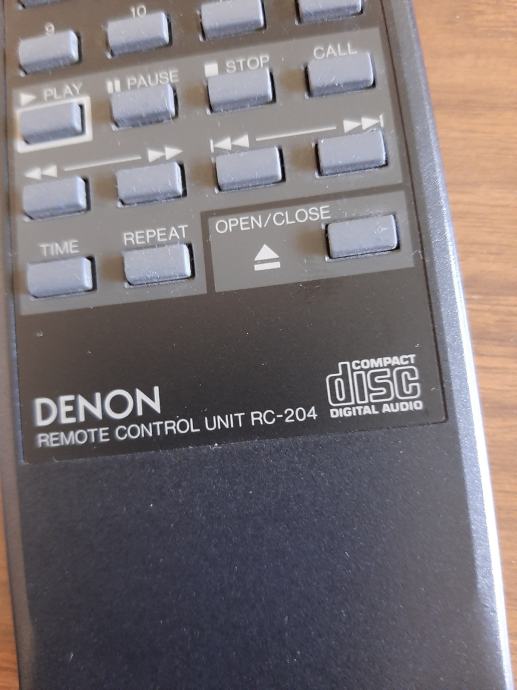 9 10
▶ PLAY ▮▮ PAUSE ■ STOP CALL
◀◀ ▶▶ |◀◀ ▶▶|
TIME REPEAT OPEN/CLOSE
DENON
REMOTE CONTROL UNIT RC-204
COMPACT
disc
DIGITAL AUDIO